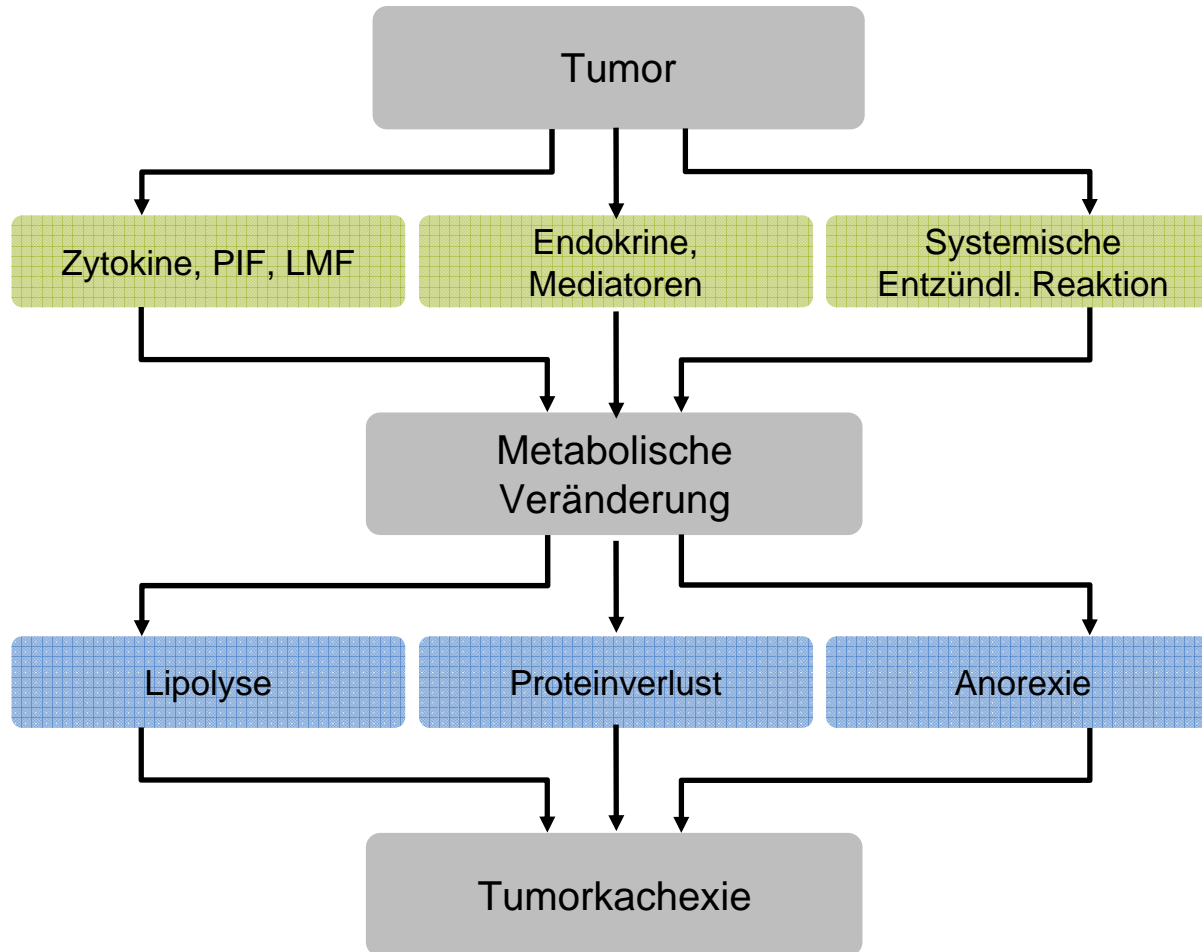 Tumor
Zytokine, PIF, LMF
Endokrine,
Mediatoren
Systemische
Entzündl. Reaktion
Metabolische
Veränderung
Lipolyse
Proteinverlust
Anorexie
Tumorkachexie